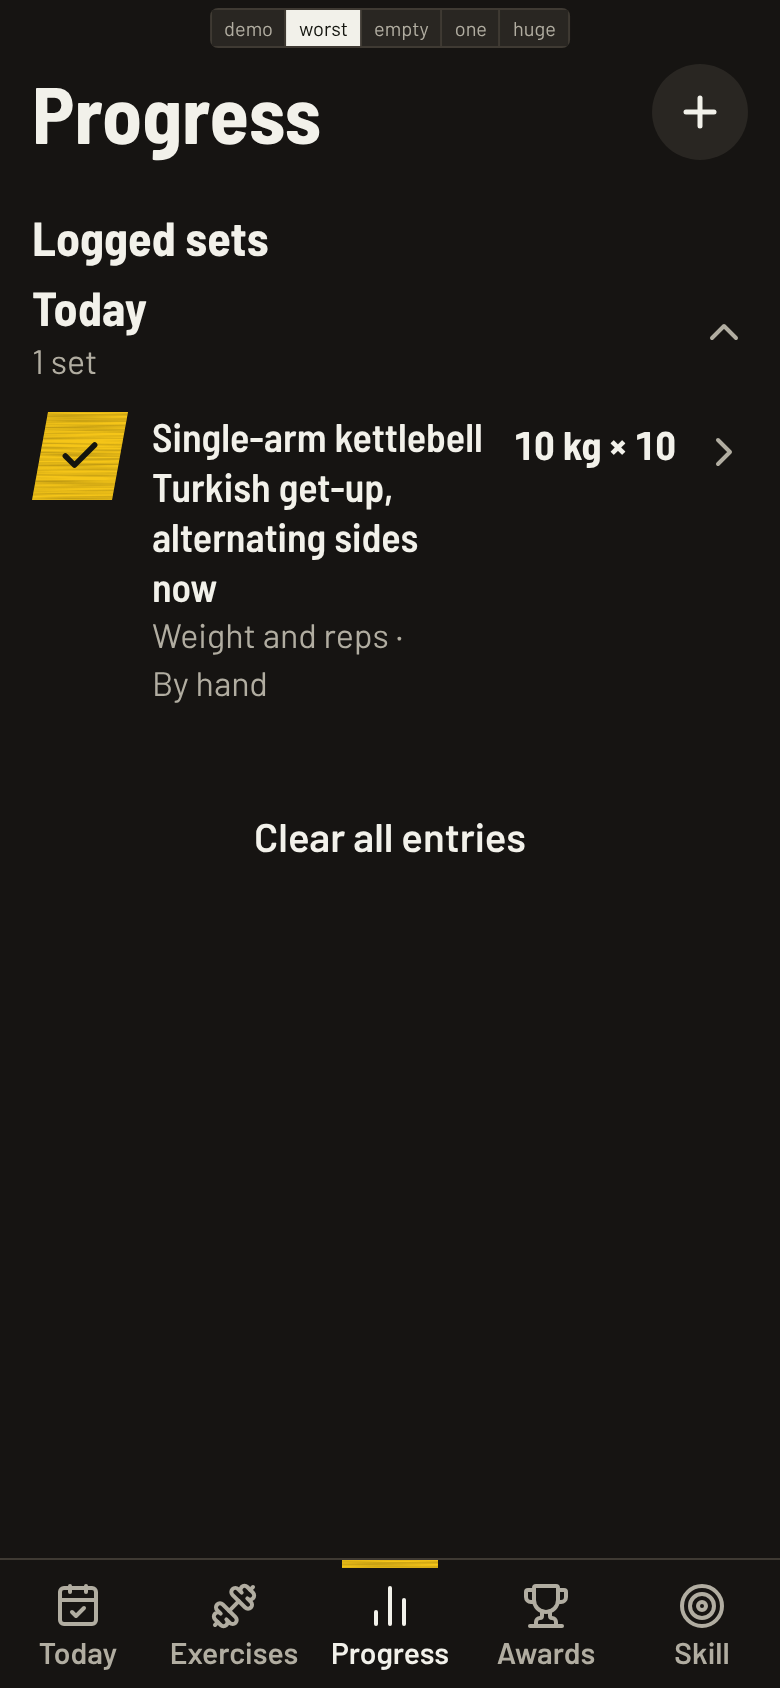 demo worst empty one huge
Progress
Logged sets
Today
1 set
Single-arm kettlebell
Turkish get-up,
alternating sides
now
10 kg × 10
Weight and reps ·
By hand
Clear all entries
Today Exercises Progress Awards Skill